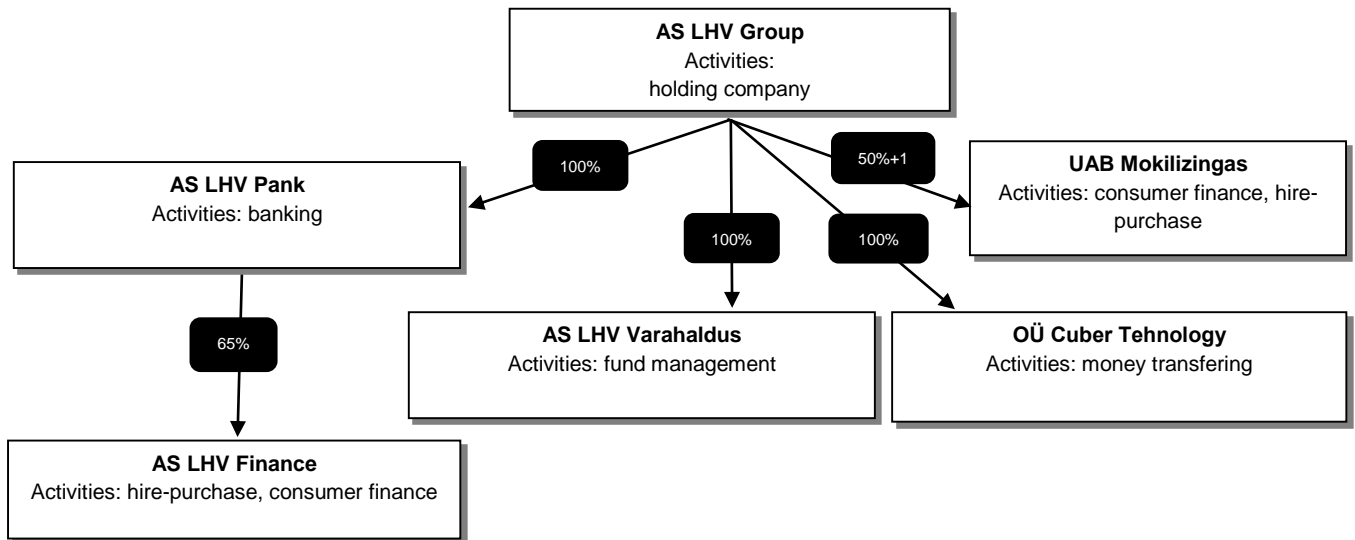 AS LHV Group
Activities:
holding company
100%
50%+1
AS LHV Pank
Activities: banking
UAB Mokilizingas
Activities: consumer finance, hire-
purchase
100%
100%
65%
AS LHV Varahaldus
Activities: fund management
OÜ Cuber Tehnology
Activities: money transfering
AS LHV Finance
Activities: hire-purchase, consumer finance